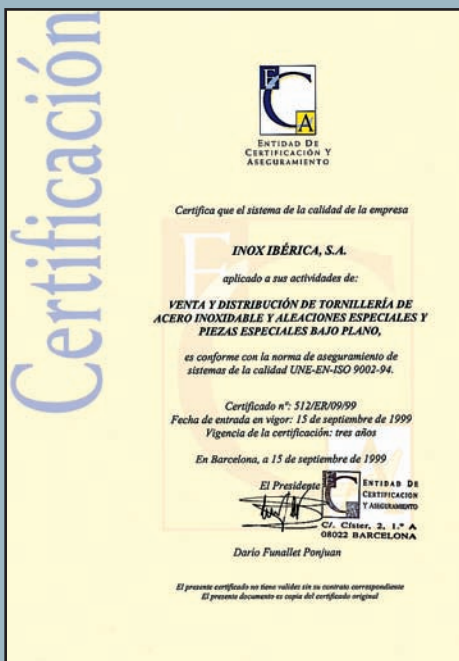 Certificación
E
C
A
ENTIDAD DE
CERTIFICACIÓN Y
ASEGURAMIENTO
Certifica que el sistema de la calidad de la empresa
INOX IBÉRICA, S.A.
aplicado a sus actividades de:
VENTA Y DISTRIBUCIÓN DE TORNILLERÍA DE
ACERO INOXIDABLE Y ALEACIONES ESPECIALES Y
PIEZAS ESPECIALES BAJO PLANO,
es conforme con la norma de aseguramiento de
sistemas de la calidad UNE-EN-ISO 9002-94.
Certificado nº: 512/ER/09/99
Fecha de entrada en vigor: 15 de septiembre de 1999
Vigencia de la certificación: tres años
En Barcelona, a 15 de septiembre de 1999
El Presidente
ENTIDAD DE
CERTIFICACION
Y ASEGURAMIENTO
C/. Císter, 2, 1.º A
08022 BARCELONA
Darío Funallet Ponjuan
El presente certificado no tiene validez sin su contrato correspondiente
El presente documento es copia del certificado original